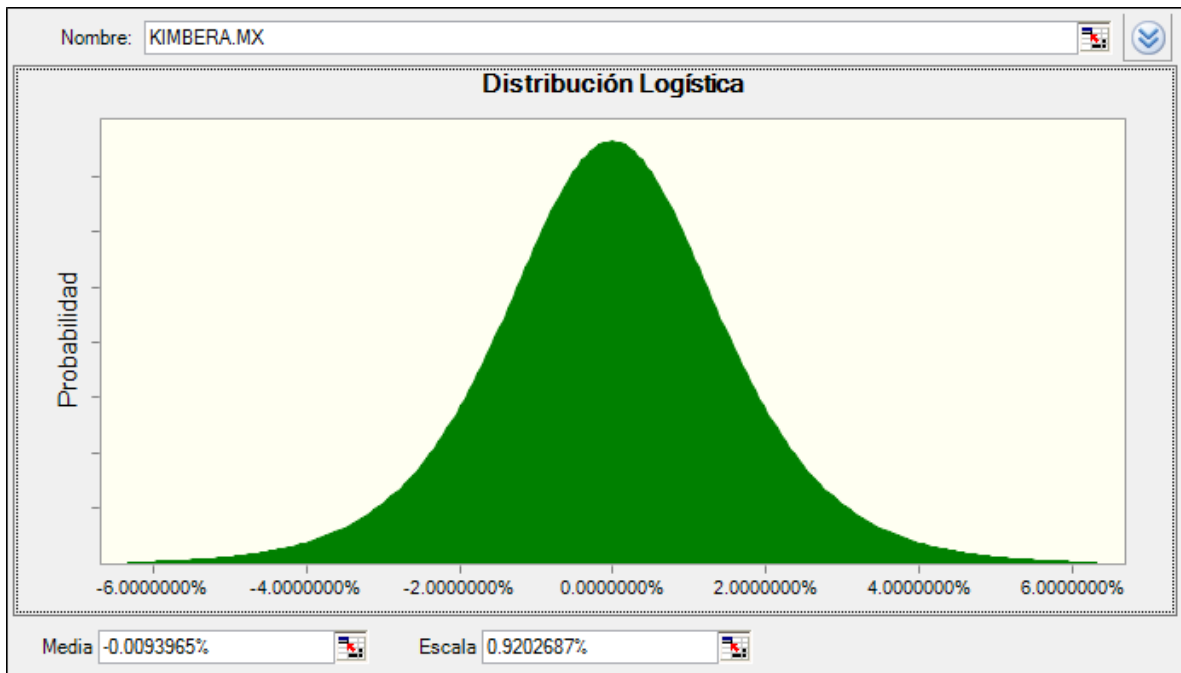 Nombre: KIMBERA.MX
Distribución Logística
Probabilidad
-6.0000000% -4.0000000% -2.0000000% 0.0000000% 2.0000000% 4.0000000% 6.0000000%
Media -0.0093965% Escala 0.9202687%